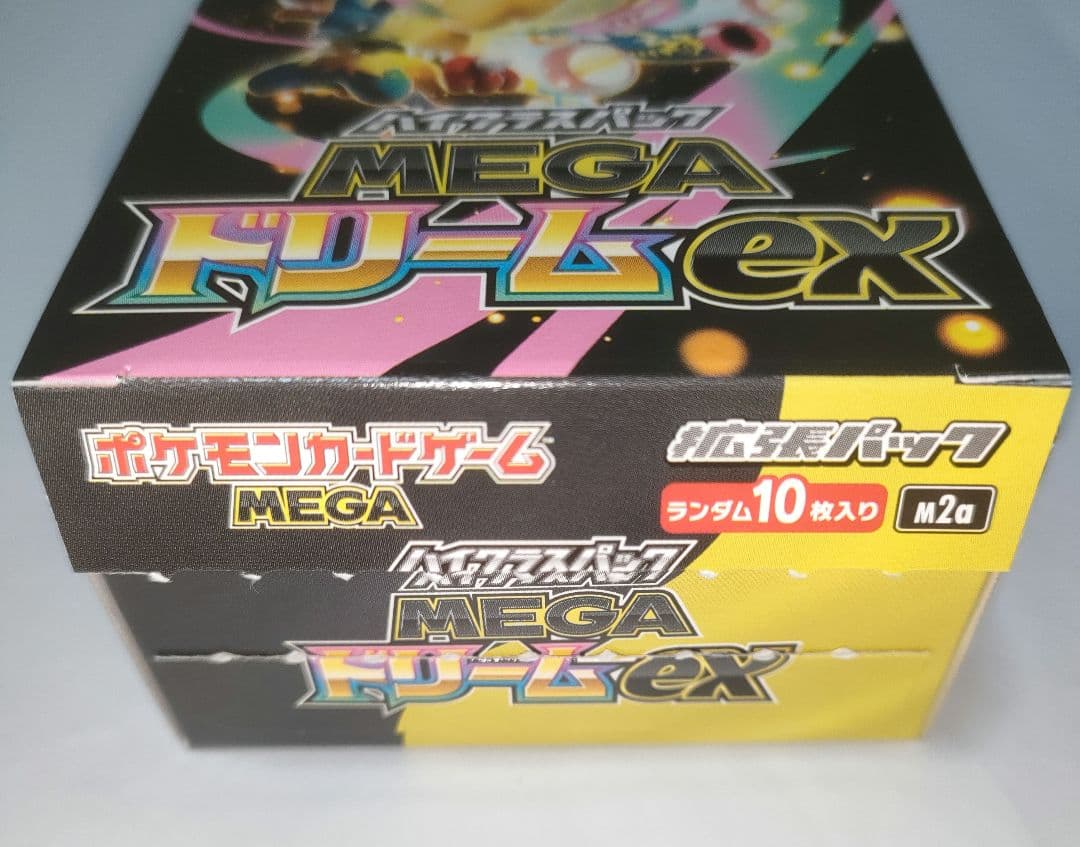 ハイクラスパック
MEGA
ドリームex
ポケモンカードゲーム
MEGA
拡張パック
ランダム10枚入り
M2a
ハイクラスパック
MEGA
ドリームex